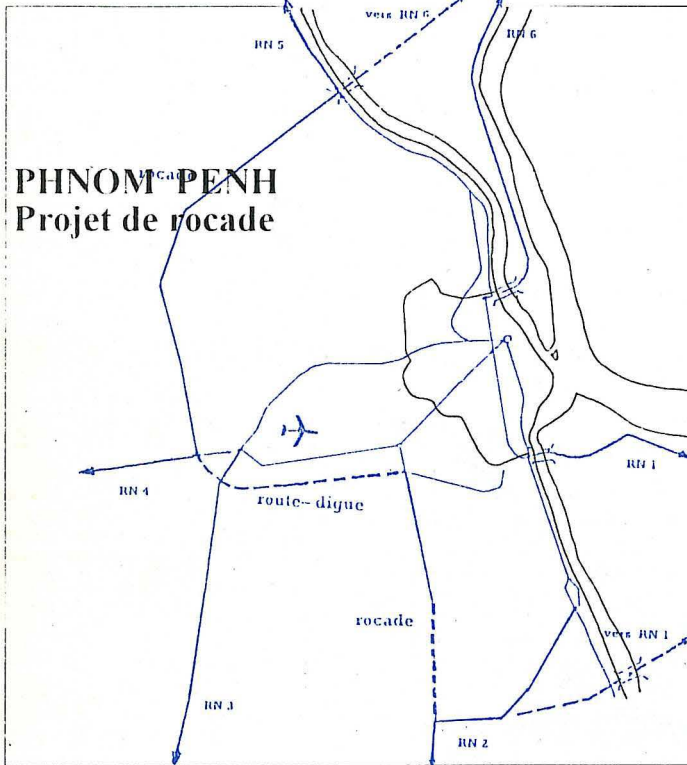 vers RN 6
RN 5
RN 6
rocade
PHNOM PENH
Projet de rocade
RN 4
route-digue
RN 1
rocade
vers RN 1
RN 3
RN 2